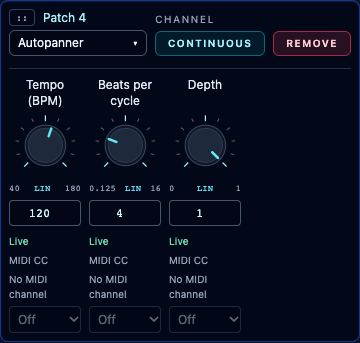 :: Patch 4 CHANNEL
Autopanner CONTINUOUS REMOVE
Tempo (BPM) Beats per cycle Depth
40 LIN 180 0.125 LIN 16 0 LIN 1
120 4 1
Live Live Live
MIDI CC MIDI CC MIDI CC
No MIDI channel No MIDI channel No MIDI channel
Off Off Off